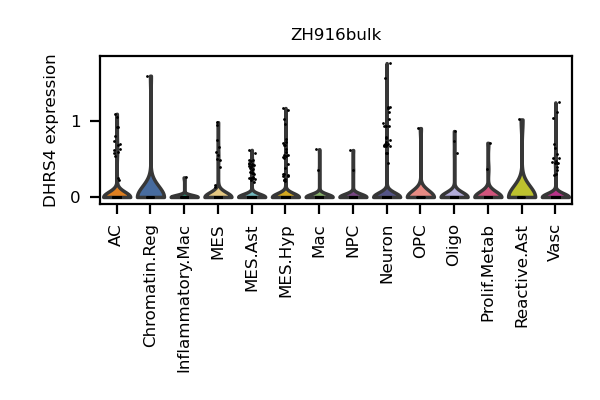 ZH916bulk
DHRS4 expression
1
0
AC
Chromatin.Reg
Inflammatory.Mac
MES
MES.Ast
MES.Hyp
Mac
NPC
Neuron
OPC
Oligo
Prolif.Metab
Reactive.Ast
Vasc